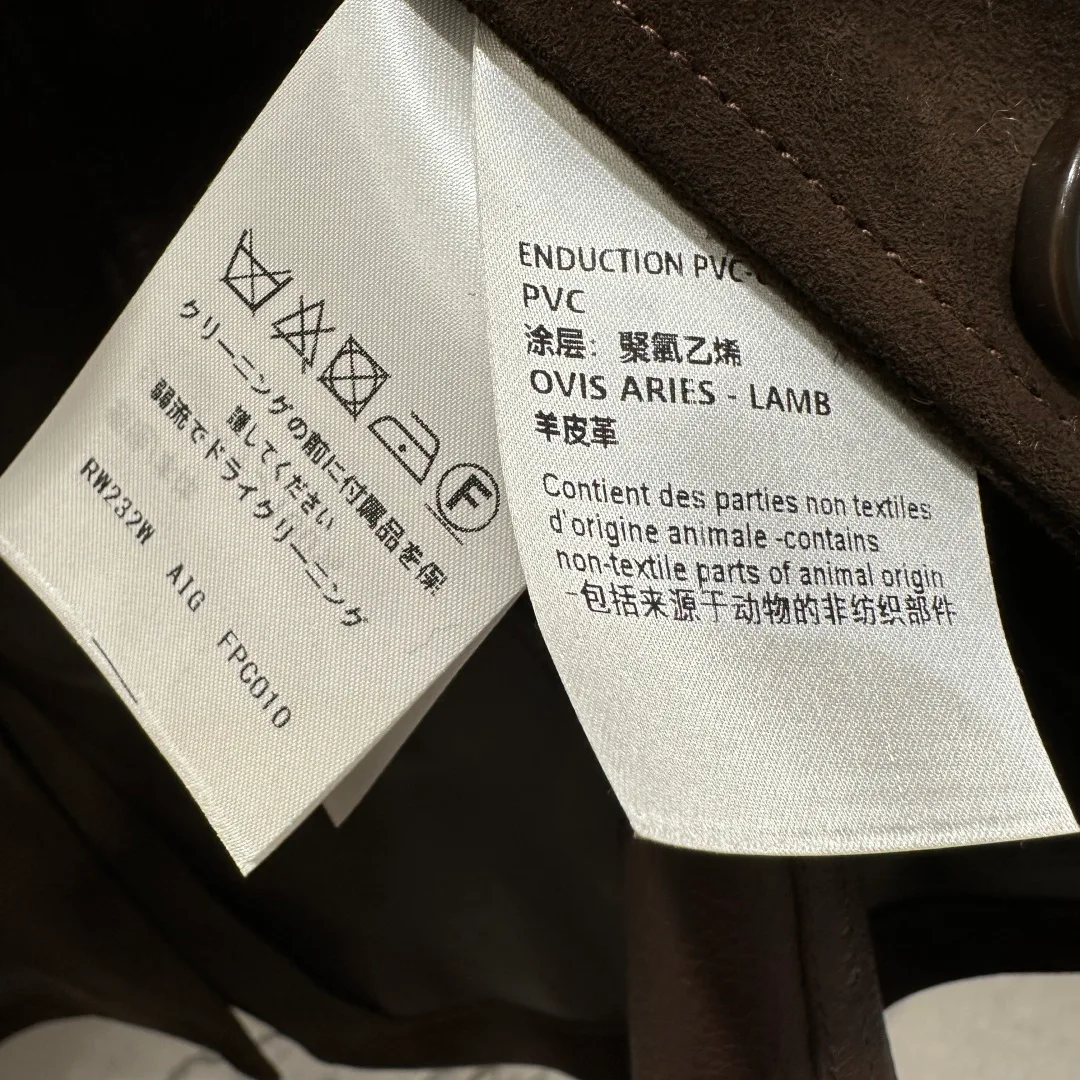 クリーニングの前に付属品を保
護してください
弱流でドライクリーニング
RW232W AIG FPC010
F
ENDUCTION PVC-
PVC
涂层：聚氯乙烯
OVIS ARIES - LAMB
羊皮革
Contient des parties non textiles
d'origine animale -contains
non-textile parts of animal origin
-包括来源于动物的非纺织部件